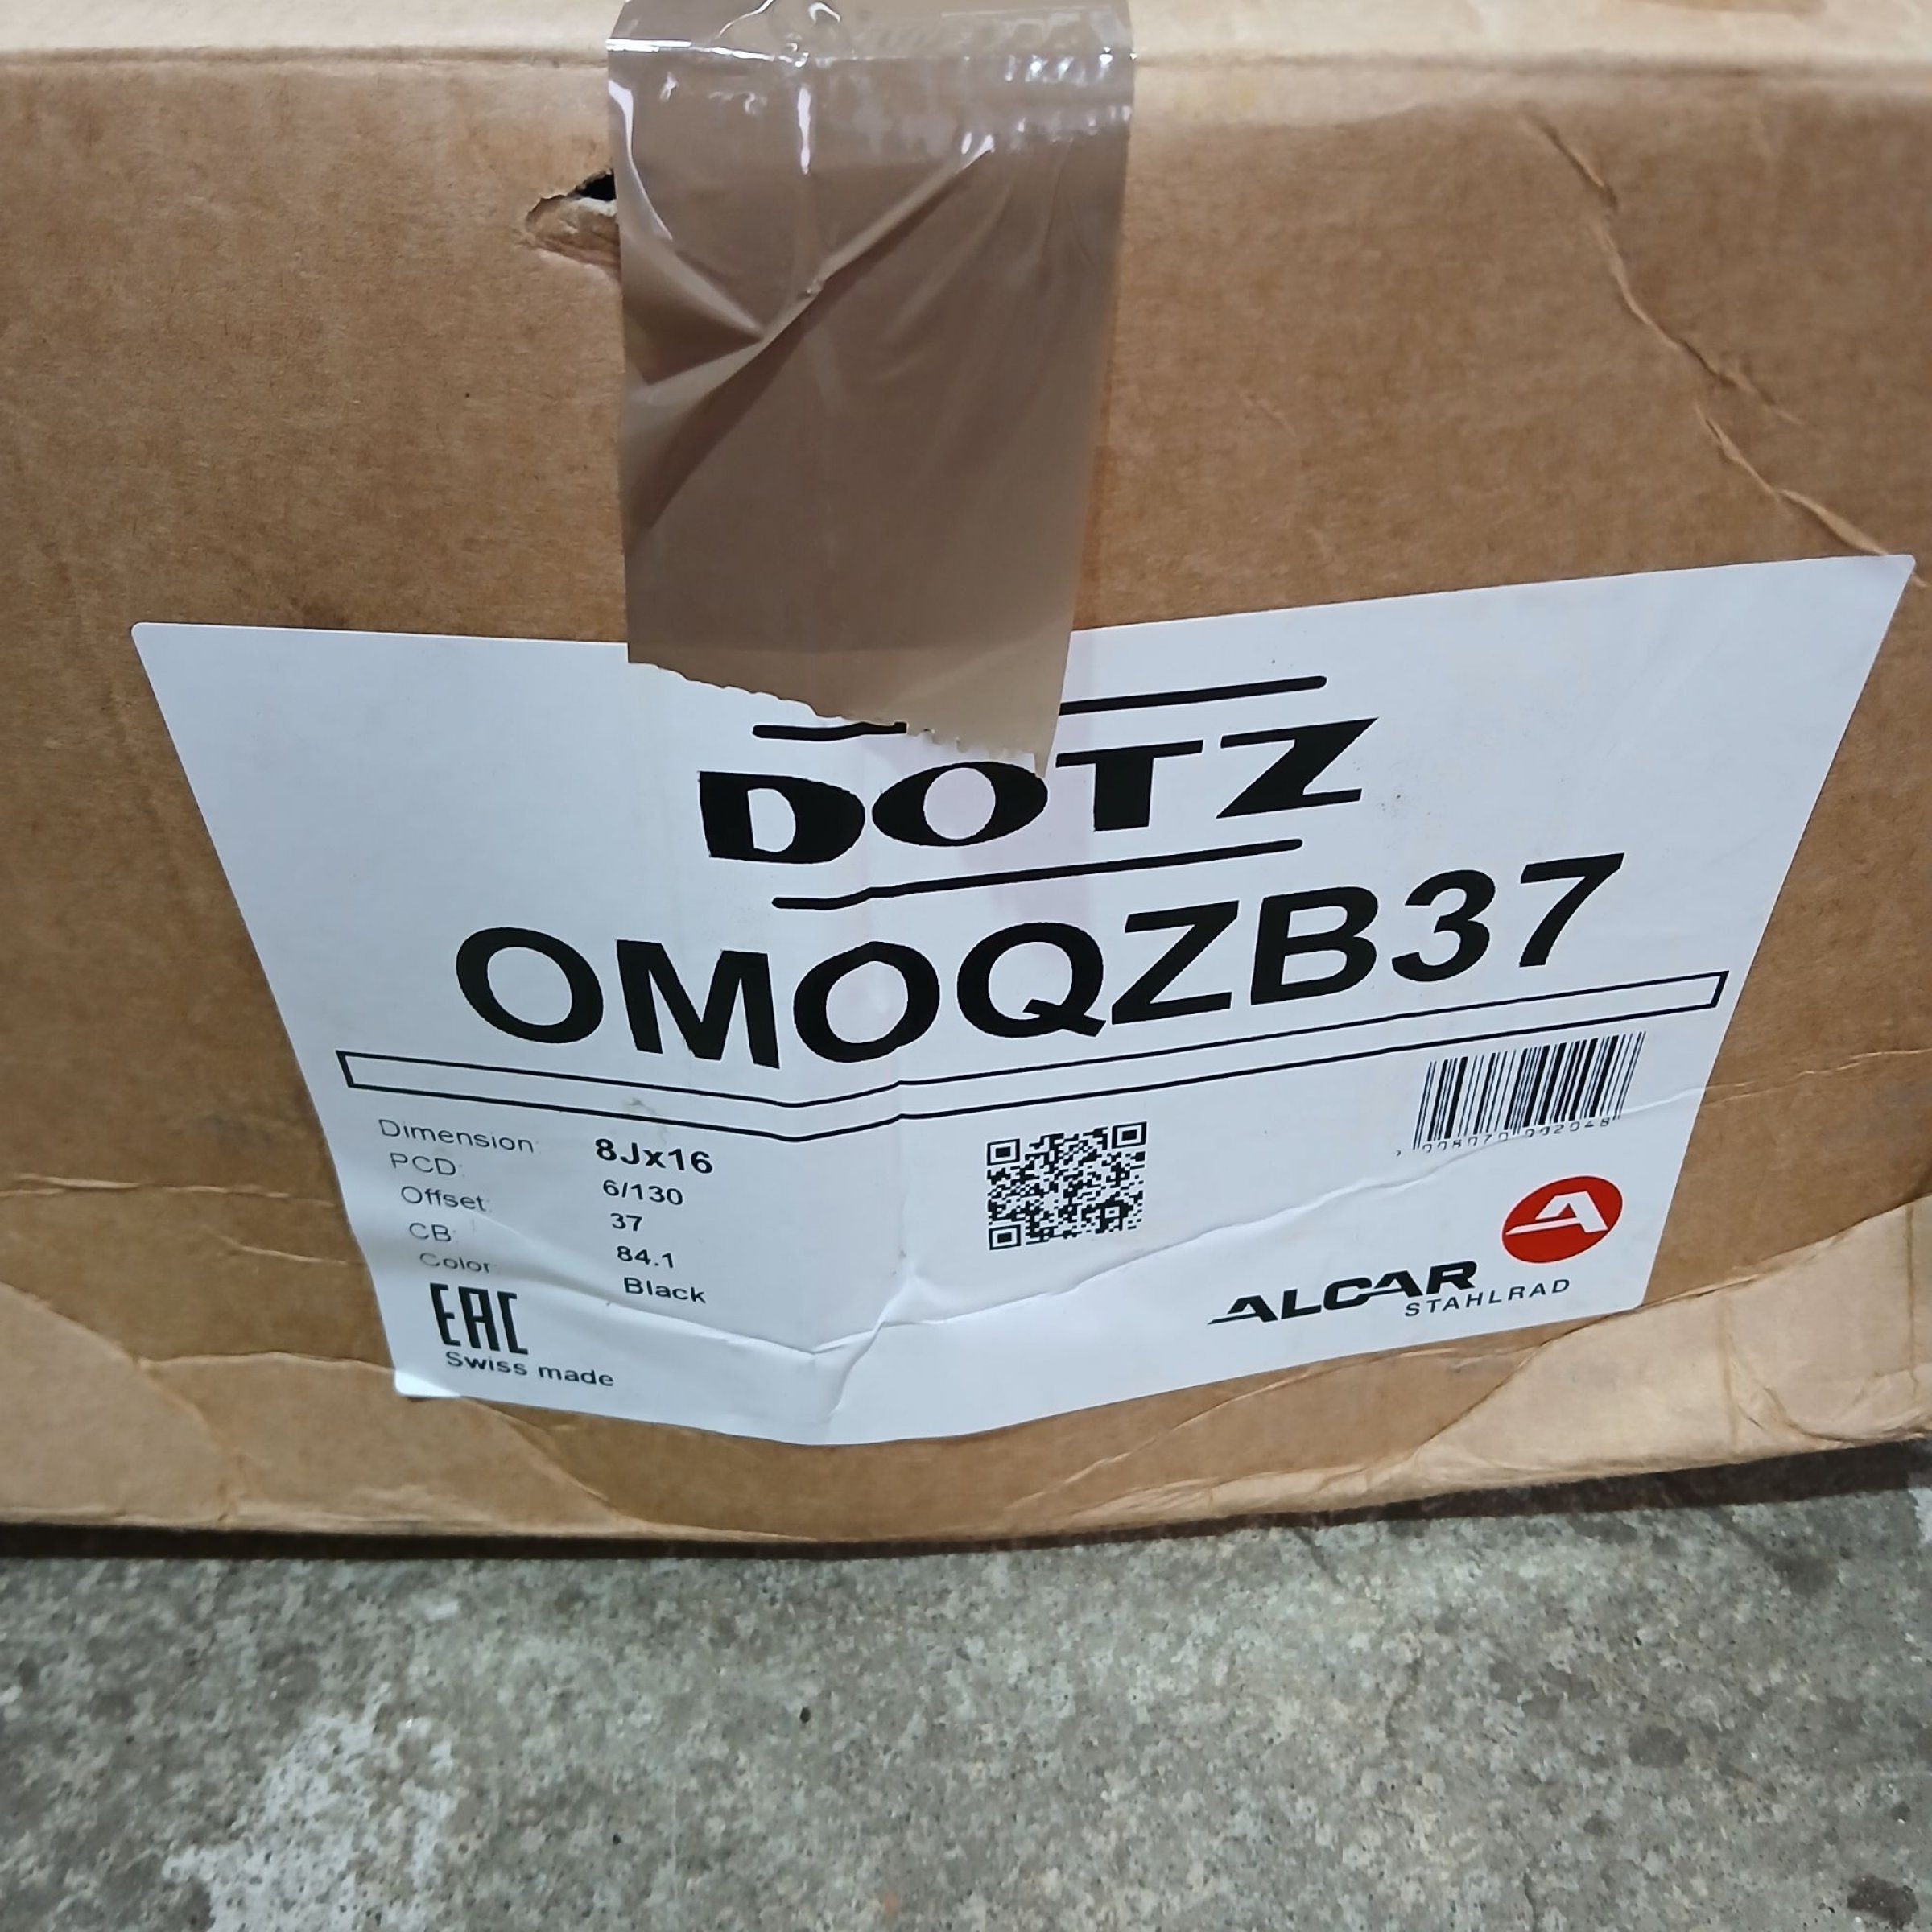 DOTZ
OMOQZB37
Dimension: 8Jx16
PCD: 6/130
Offset: 37
CB: 84.1
Color: Black
EAC
Swiss made
ALCAR
STAHLRAD